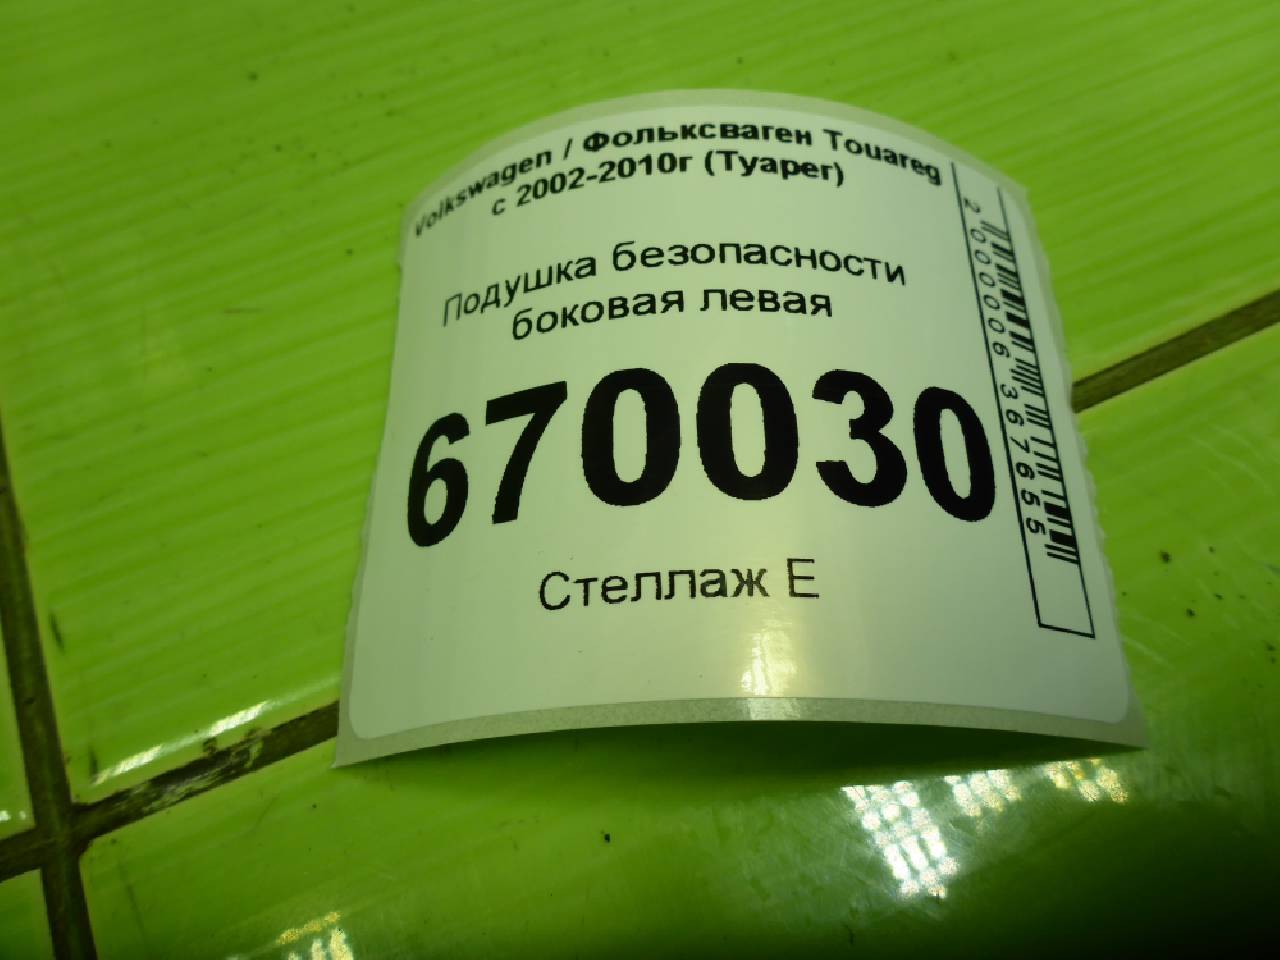 Volkswagen / Фольксваген Touareg
с 2002-2010г (Туарег)
Подушка безопасности
боковая левая
670030
Стеллаж Е
2000006367655